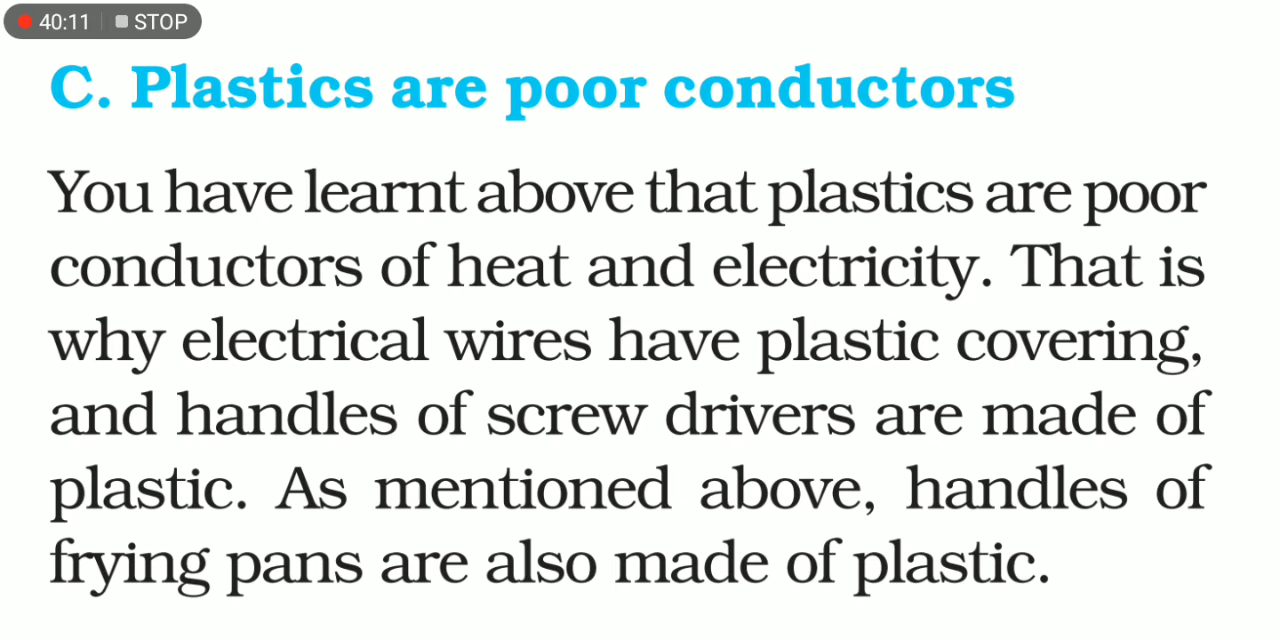 40:11 STOP
C. Plastics are poor conductors
You have learnt above that plastics are poor
conductors of heat and electricity. That is
why electrical wires have plastic covering,
and handles of screw drivers are made of
plastic. As mentioned above, handles of
frying pans are also made of plastic.